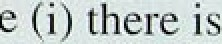 e (i) there is